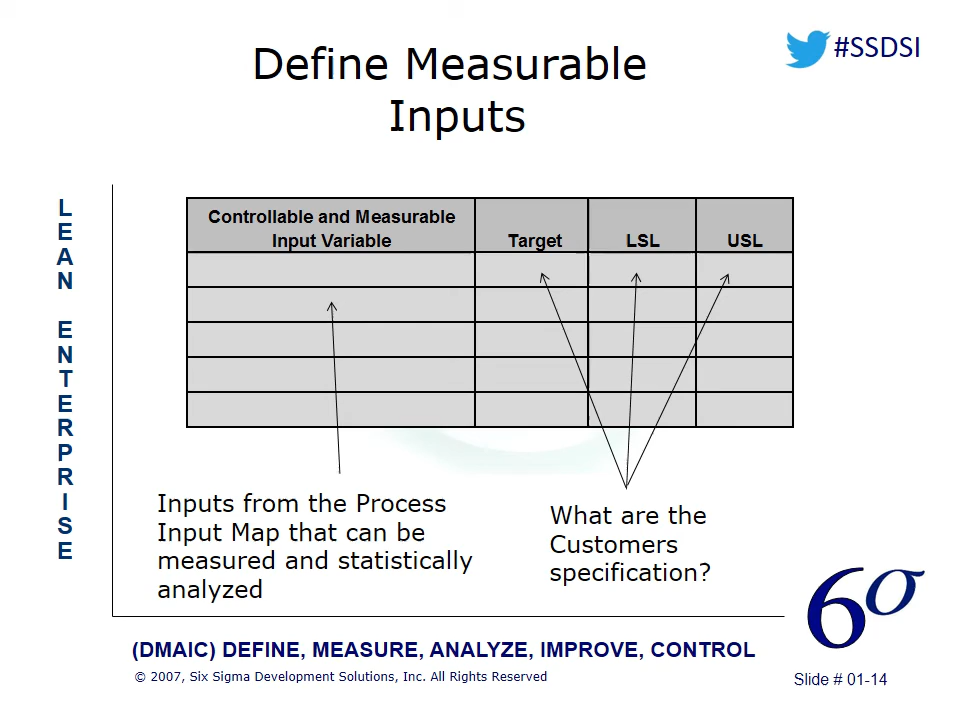 #SSDSI
Define Measurable
Inputs
L
E
A
N
E
N
T
E
R
P
R
I
S
E
Controllable and Measurable
Input Variable
Target
LSL
USL
Inputs from the Process
Input Map that can be
measured and statistically
analyzed
What are the
Customers
specification?
6σ
(DMAIC) DEFINE, MEASURE, ANALYZE, IMPROVE, CONTROL
© 2007, Six Sigma Development Solutions, Inc. All Rights Reserved
Slide # 01-14